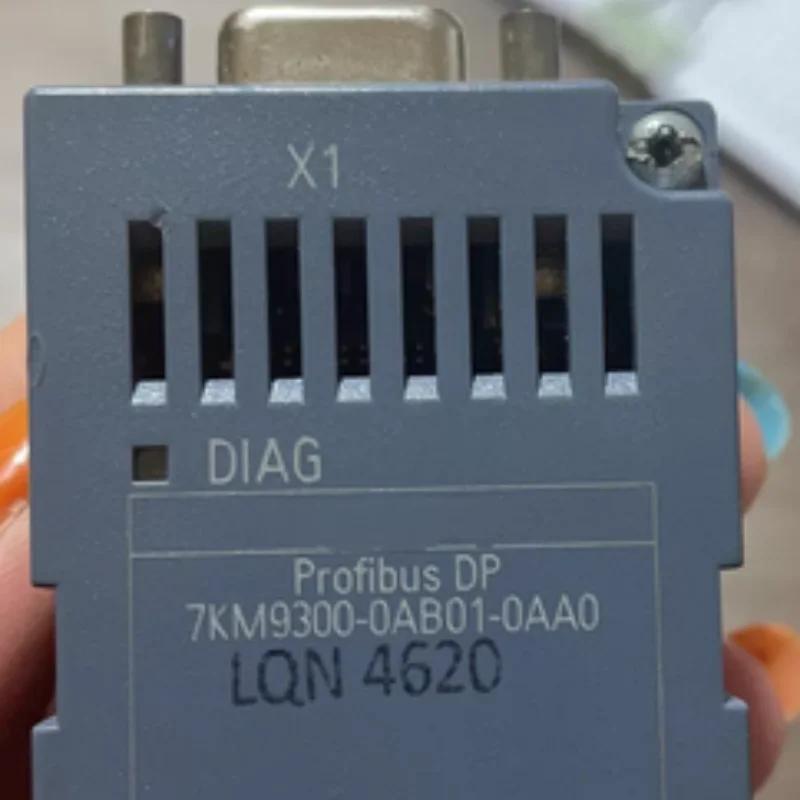 X1
DIAG
Profibus DP
7KM9300-0AB01-0AA0
LQN 4620